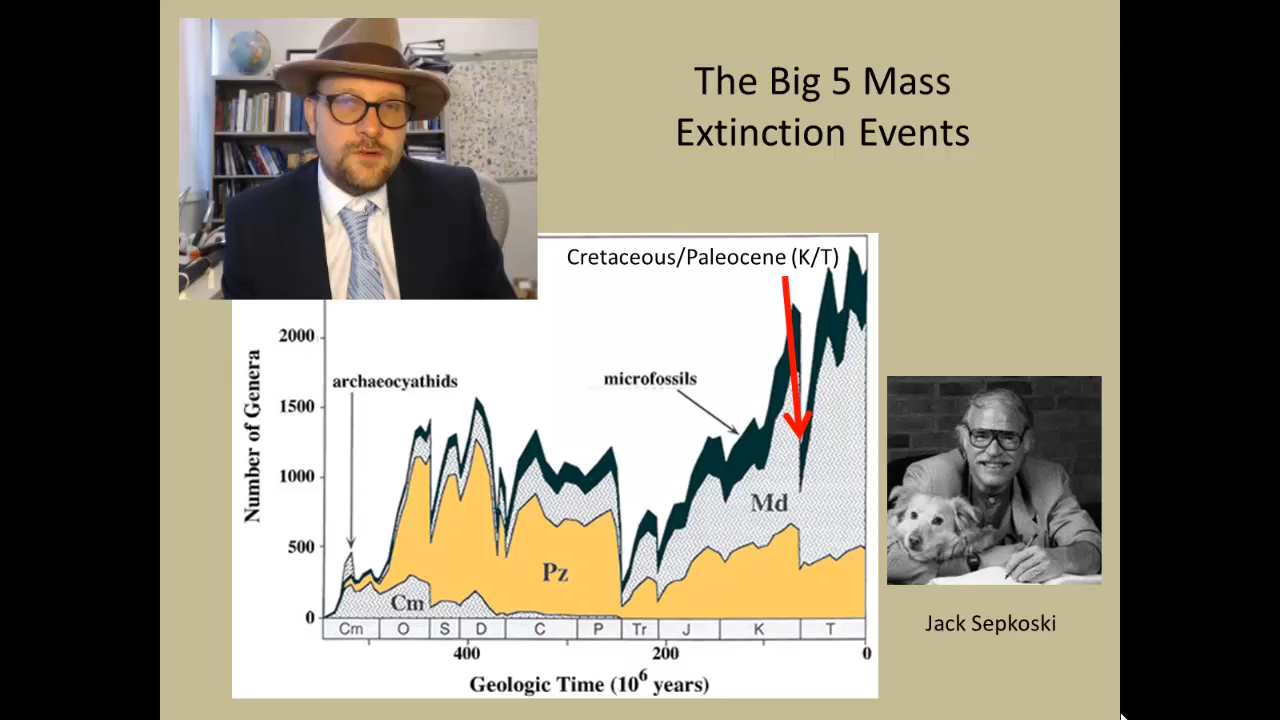 The Big 5 Mass
Extinction Events
Cretaceous/Paleocene (K/T)
2000
1500
1000
500
0
Number of Genera
archaeocyathids
microfossils
Md
Pz
Cm
Cm O S D C P Tr J K T
400 200 0
Geologic Time (10⁶ years)
Jack Sepkoski